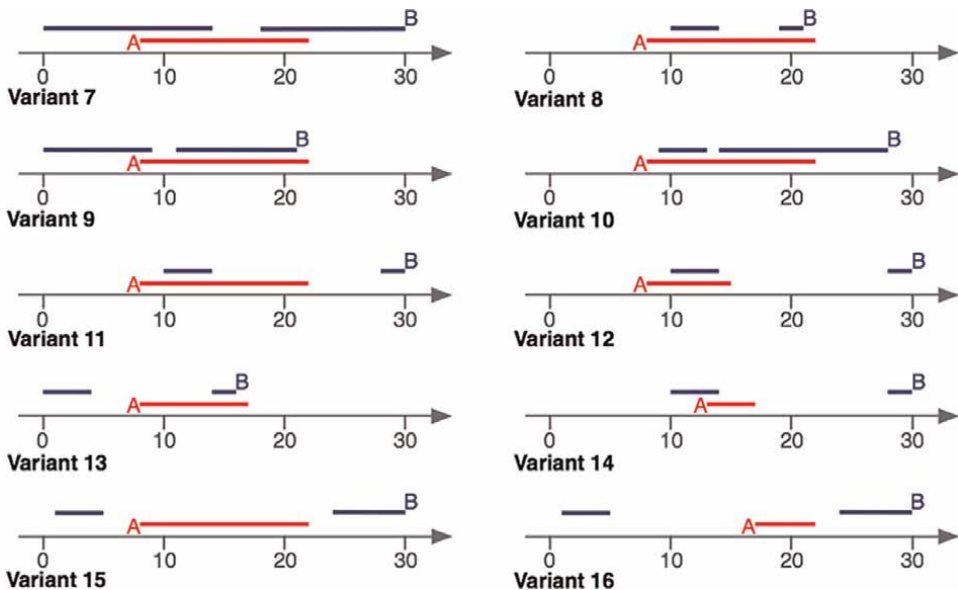 B
A
0 10 20 30
Variant 7
B
A
0 10 20 30
Variant 8
B
A
0 10 20 30
Variant 9
B
A
0 10 20 30
Variant 10
B
A
0 10 20 30
Variant 11
B
A
0 10 20 30
Variant 12
B
A
0 10 20 30
Variant 13
B
A
0 10 20 30
Variant 14
B
A
0 10 20 30
Variant 15
B
A
0 10 20 30
Variant 16